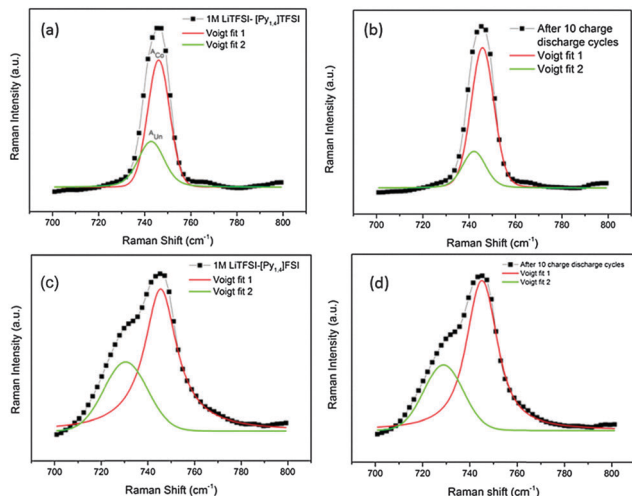 (a)
1M LiTFSI- [Py1,4]TFSI
Voigt fit 1
Voigt fit 2
ACo
AUn
Raman Intensity (a.u.)
700 720 740 760 780 800
Raman Shift (cm-1)
(b)
After 10 charge
discharge cycles
Voigt fit 1
Voigt fit 2
Raman Intensity (a.u.)
700 720 740 760 780 800
Raman Shift (cm-1)
(c)
1M LiTFSI-[Py1,4]FSI
Voigt fit 1
Voigt fit 2
Raman Intensity (a.u.)
700 720 740 760 780 800
Raman Shift (cm-1)
(d)
After 10 charge discharge cycles
Voigt fit 1
Voigt fit 2
Raman Intensity (a.u.)
700 720 740 760 780 800
Raman Shift (cm-1)